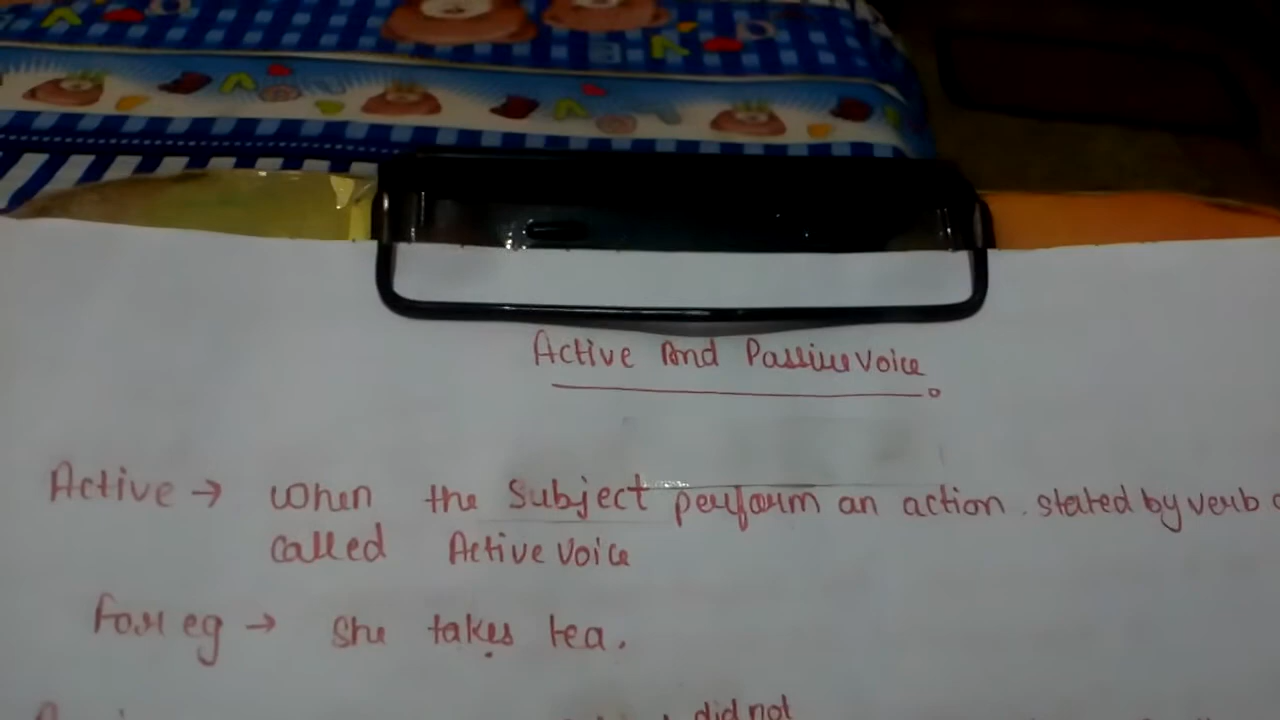 Active And Passive Voice
Active → when the Subject perform an action. stated by verb
called Active Voice
For eg → She takes tea.
did not